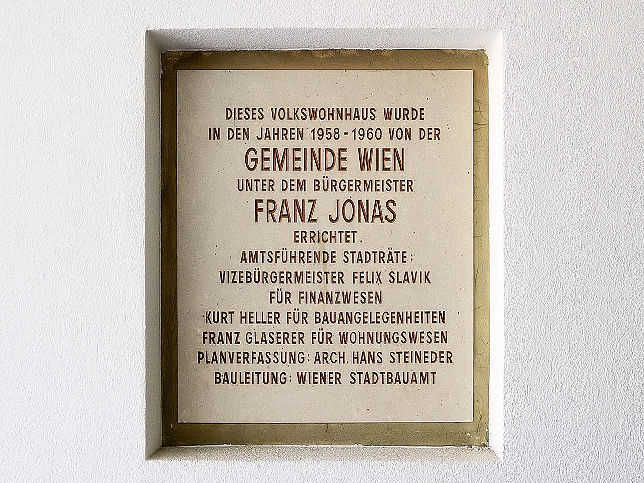 DIESES VOLKSWOHNHAUS WURDE
IN DEN JAHREN 1958-1960 VON DER
GEMEINDE WIEN
UNTER DEM BÜRGERMEISTER
FRANZ JONAS
ERRICHTET.
AMTSFÜHRENDE STADTRÄTE:
VIZEBÜRGERMEISTER FELIX SLAVIK
FÜR FINANZWESEN
KURT HELLER FÜR BAUANGELEGENHEITEN
FRANZ GLASERER FÜR WOHNUNGSWESEN
PLANVERFASSUNG: ARCH. HANS STEINEDER
BAULEITUNG: WIENER STADTBAUAMT